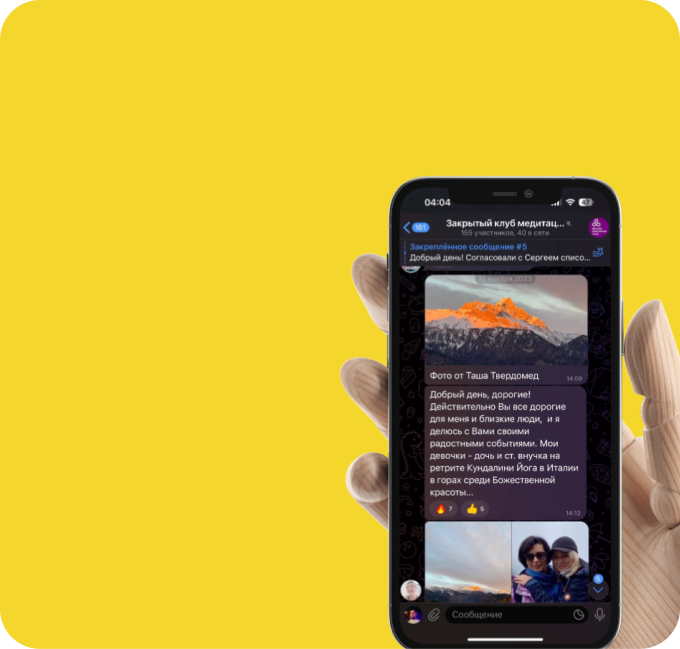 04:04
47
161
Закрытый клуб медитац...
155 участников, 40 в сети
Закреплённое сообщение #5
Добрый день! Согласовали с Сергеем списо...
Фото от Таша Твердомед
14:09
Добрый день, дорогие!
Действительно Вы все дорогие
для меня и близкие люди, и я
делюсь с Вами своими
радостными событиями. Мои
девочки - дочь и ст. внучка на
ретрите Кундалини Йога в Италии
в горах среди Божественной
красоты...
7
5
14:12
5
Сообщение